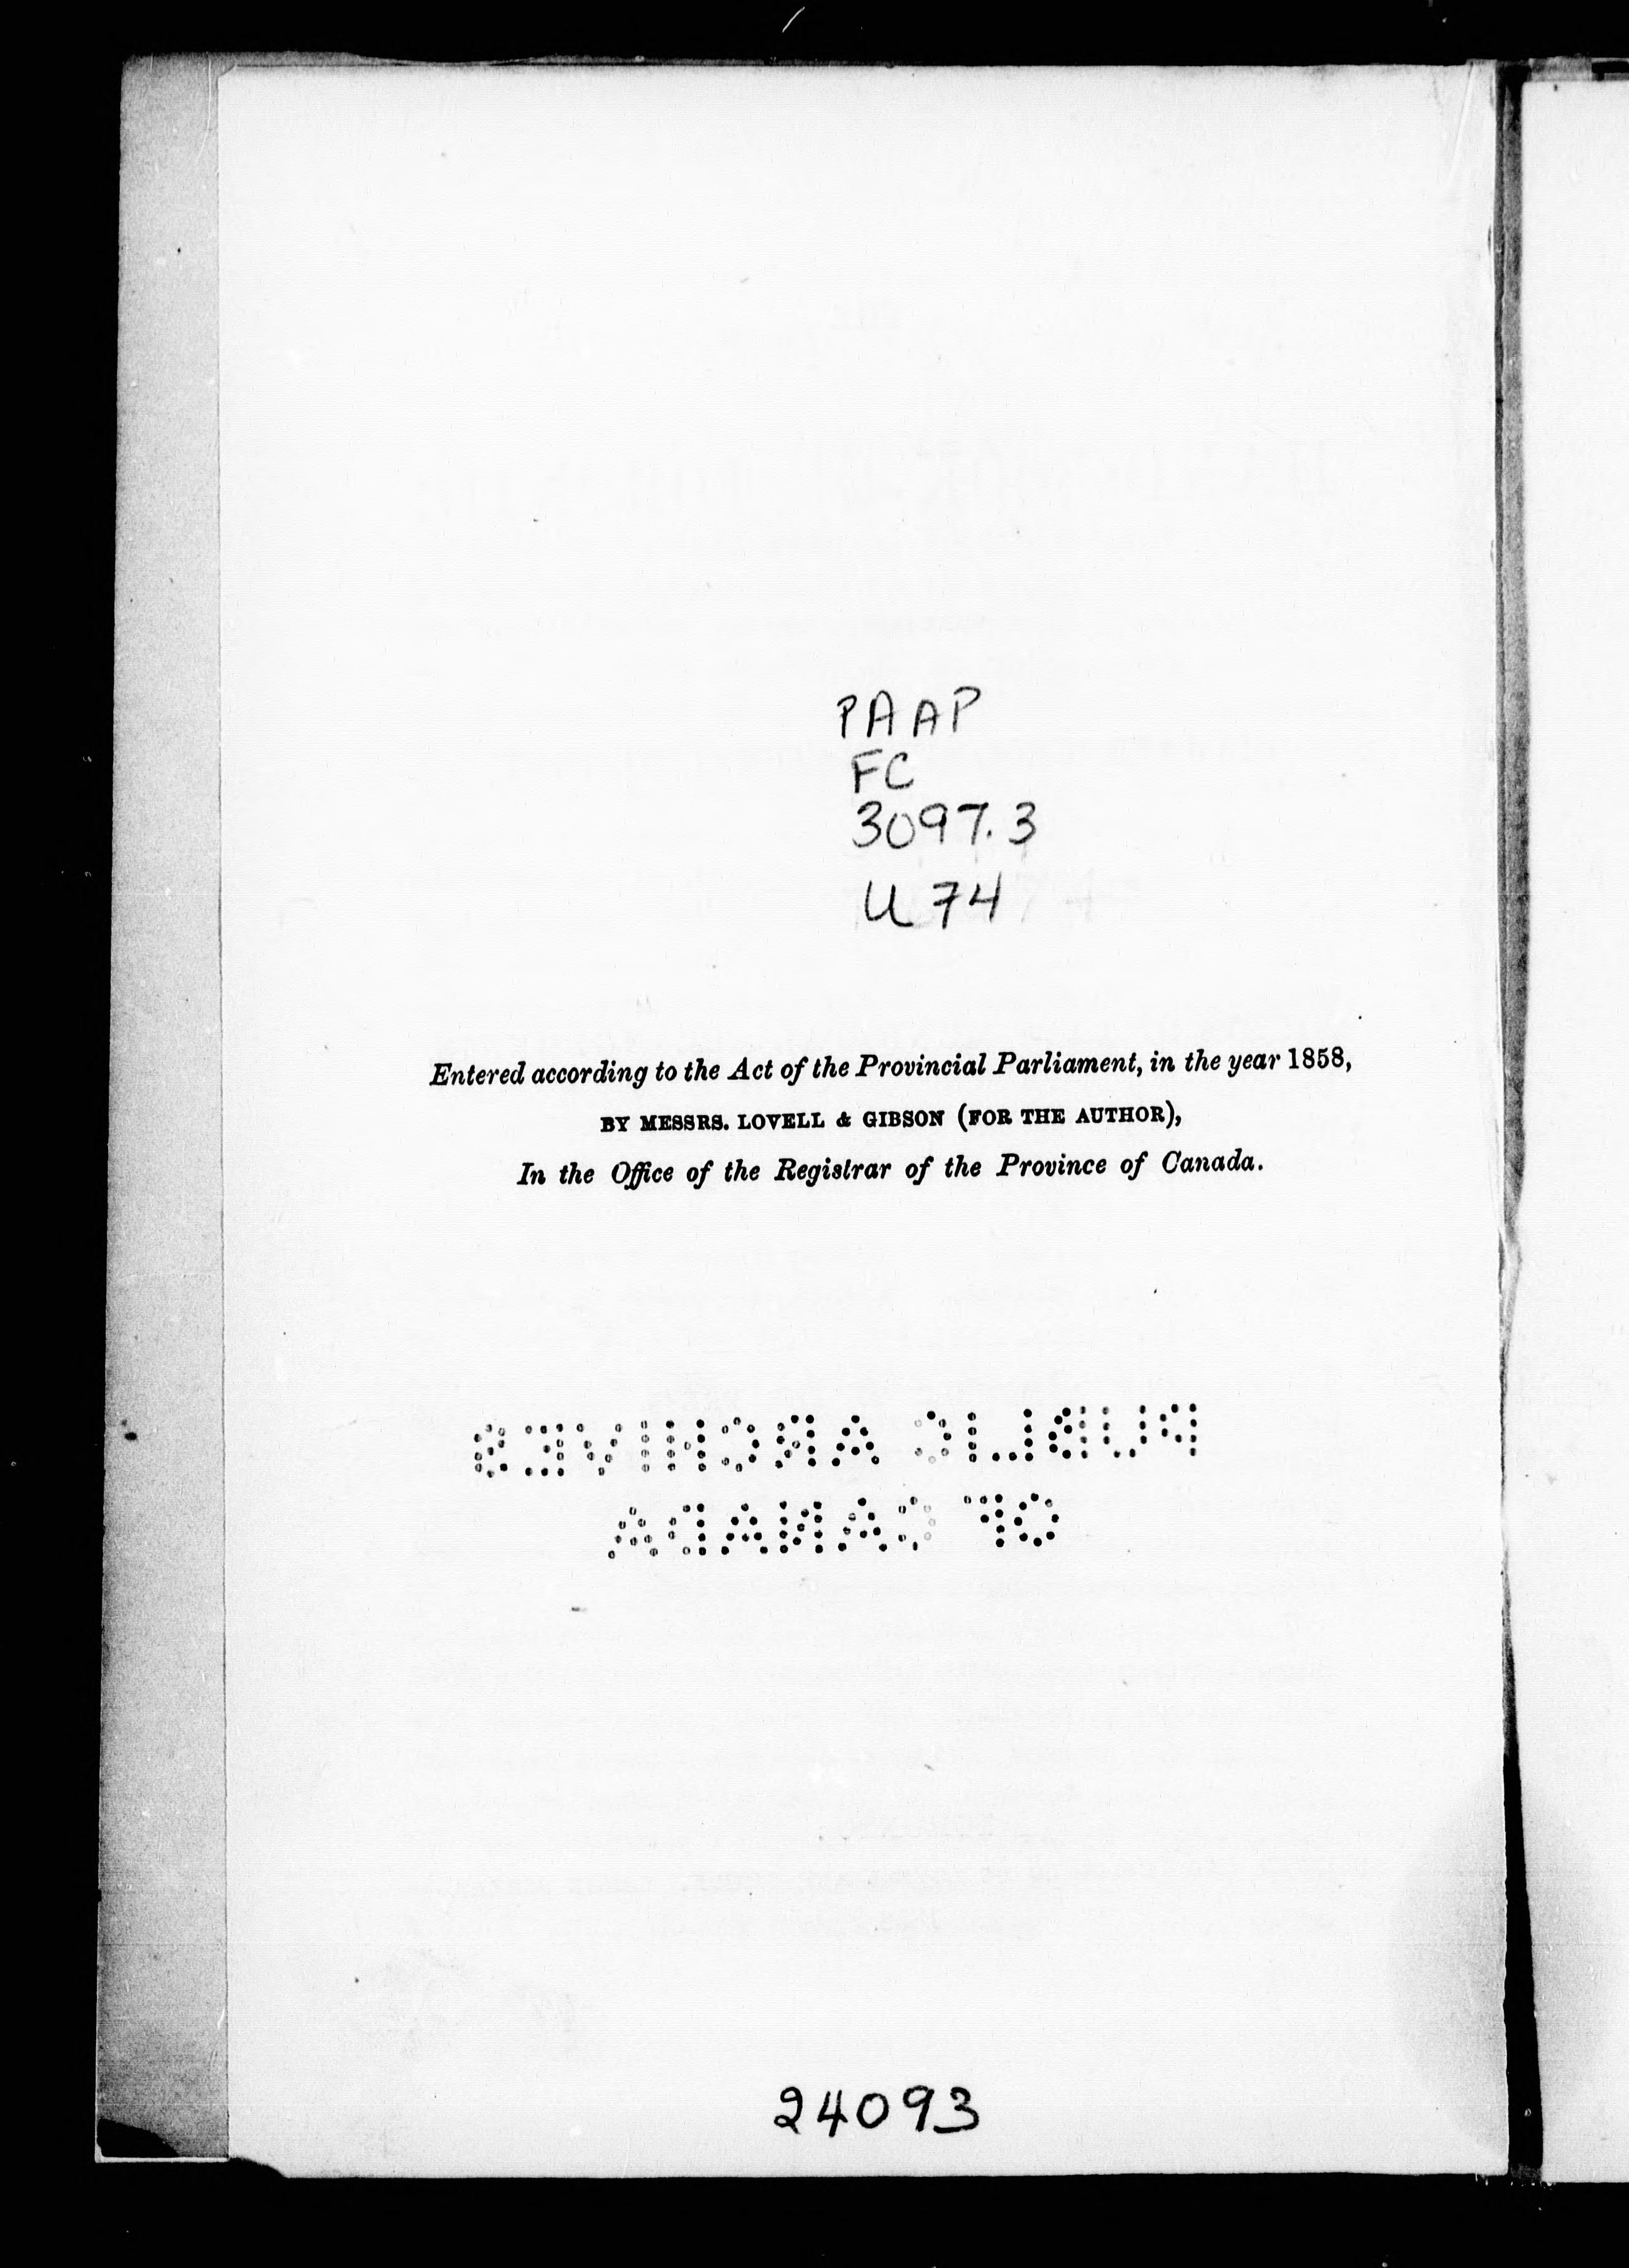 PAAP
FC
3097.3
U74
Entered according to the Act of the Provincial Parliament, in the year 1858,
BY MESSRS. LOVELL & GIBSON (FOR THE AUTHOR),
In the Office of the Registrar of the Province of Canada.
PUBLIC ARCHIVES
OF CANADA
24093